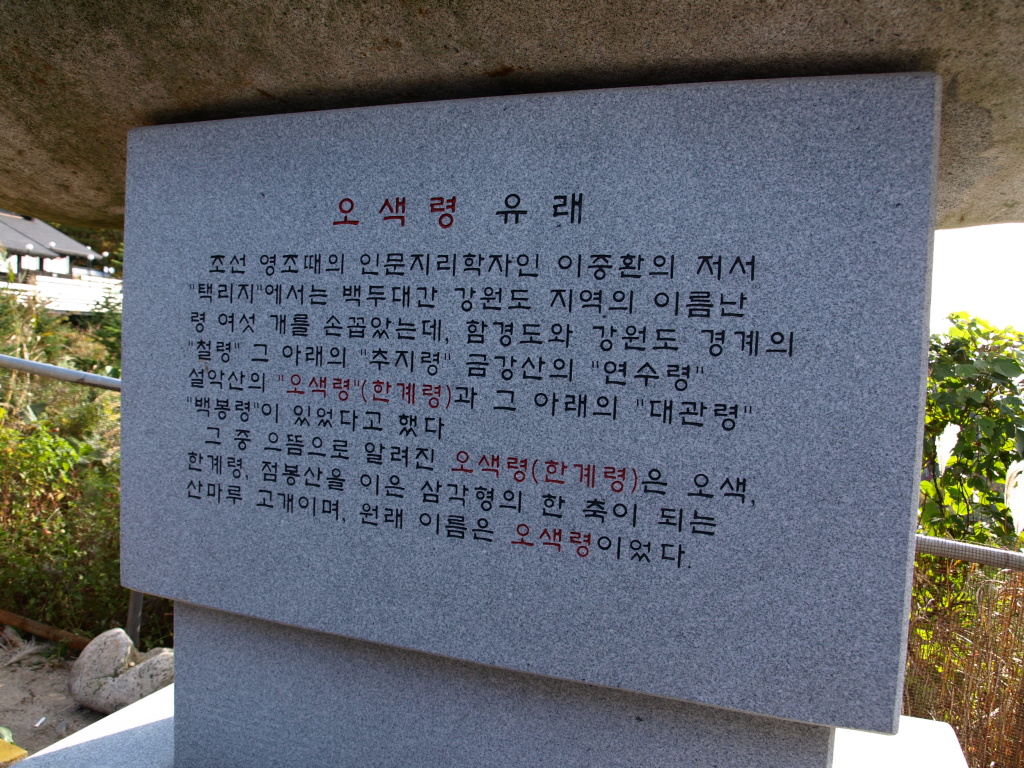 오색령 유래
조선 영조때의 인문지리학자인 이중환의 저서
"택리지"에서는 백두대간 강원도 지역의 이름난
령 여섯 개를 손꼽았는데, 함경도와 강원도 경계의
"철령" 그 아래의 "추지령" 금강산의 "연수령"
설악산의 "오색령"(한계령)과 그 아래의 "대관령"
"백봉령"이 있었다고 했다
그 중 으뜸으로 알려진 오색령(한계령)은 오색,
한계령, 점봉산을 이은 삼각형의 한 축이 되는
산마루 고개이며, 원래 이름은 오색령이었다.